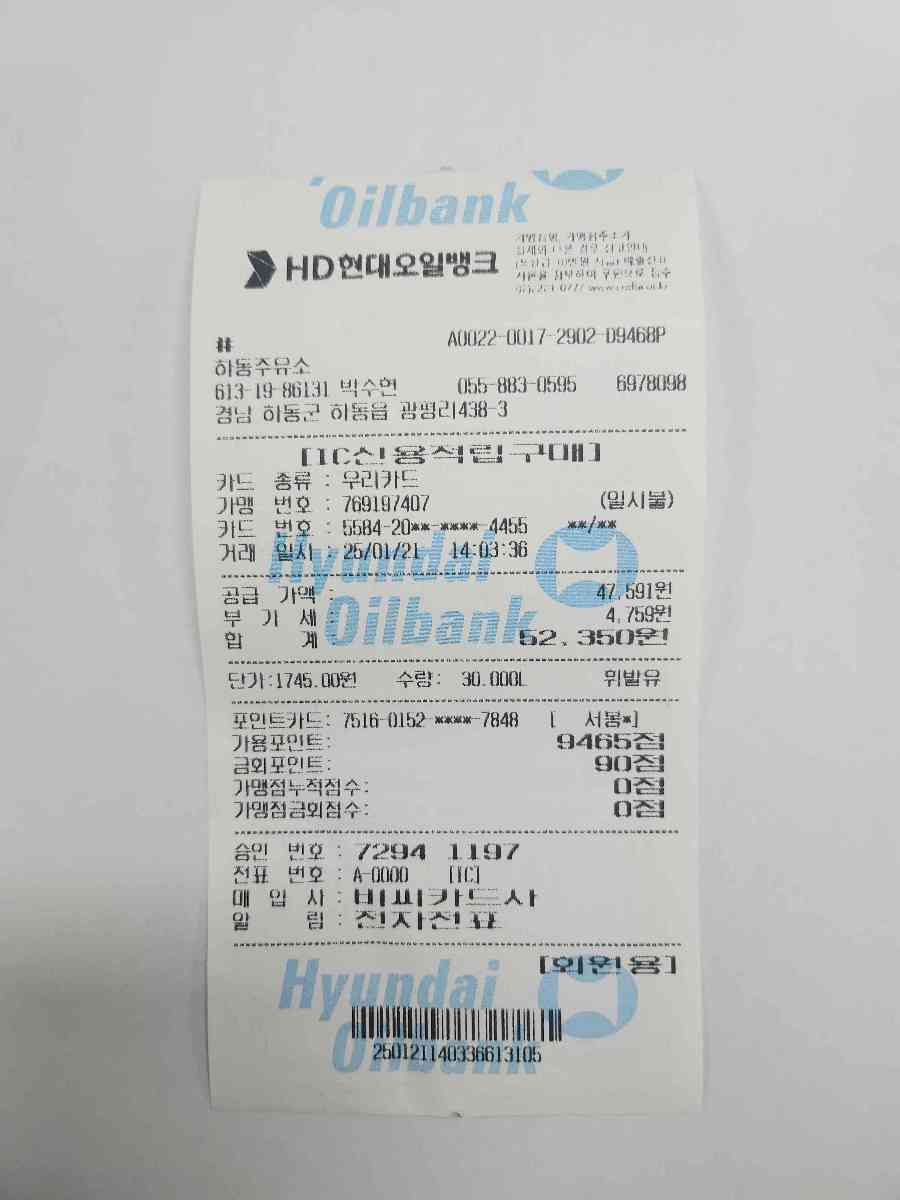 Oilbank
HD현대오일뱅크
A0022-0017-2902-D9468P
##
하동주유소
613-19-86131 박수현 055-883-0595 6978098
경남 하동군 하동읍 광평리438-3
[IC신용적립구매]
카드 종류 : 우리카드
가맹 번호 : 769197407 (일시불)
카드 번호 : 5584-20**-****-4455 **/**
거래 일시 : 25/01/21 14:03:36
Hyundai
공급 가액 : 47,591원
부 가 세 : 4,759원
Oilbank
합 계 52,350원
단가:1745.00원 수량: 30.000L 휘발유
포인트카드: 7516-0152-****-7848 [ 서봉*]
가용포인트: 9465점
금회포인트: 90점
가맹점누적점수: 0점
가맹점금회점수: 0점
승인 번호 : 7294 1197
전표 번호 : A-0000 [IC]
매 입 사 : 비씨카드사
알 림 : 전자전표
[회원용]
Hyundai
Oilbank
250121140336613105